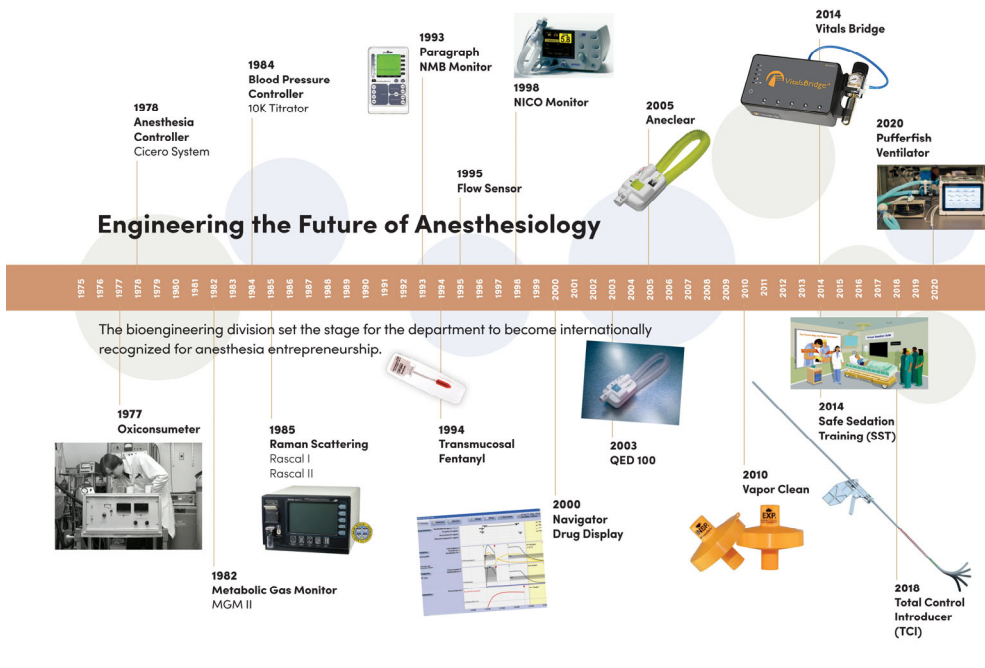 2014
Vitals Bridge
1993
Paragraph
NMB Monitor
1984
Blood Pressure
Controller
10K Titrator
1998
NICO Monitor
1978
Anesthesia
Controller
Cicero System
2005
Aneclear
VitalsBridge
2020
Pufferfish
Ventilator
1995
Flow Sensor
Engineering the Future of Anesthesiology
1975 1976 1977 1978 1979 1980 1981 1982 1983 1984 1985 1986 1987 1988 1989 1990 1991 1992 1993 1994 1995 1996 1997 1998 1999 2000 2001 2002 2003 2004 2005 2006 2007 2008 2009 2010 2011 2012 2013 2014 2015 2016 2017 2018 2019 2020
The bioengineering division set the stage for the department to become internationally
recognized for anesthesia entrepreneurship.
1977
Oxiconsumeter
1985
Raman Scattering
Rascal I
Rascal II
1994
Transmucosal
Fentanyl
2003
QED 100
2014
Safe Sedation
Training (SST)
2010
Vapor Clean
2000
Navigator
Drug Display
INSP.
EXP.
1982
Metabolic Gas Monitor
MGM II
2018
Total Control
Introducer
(TCI)